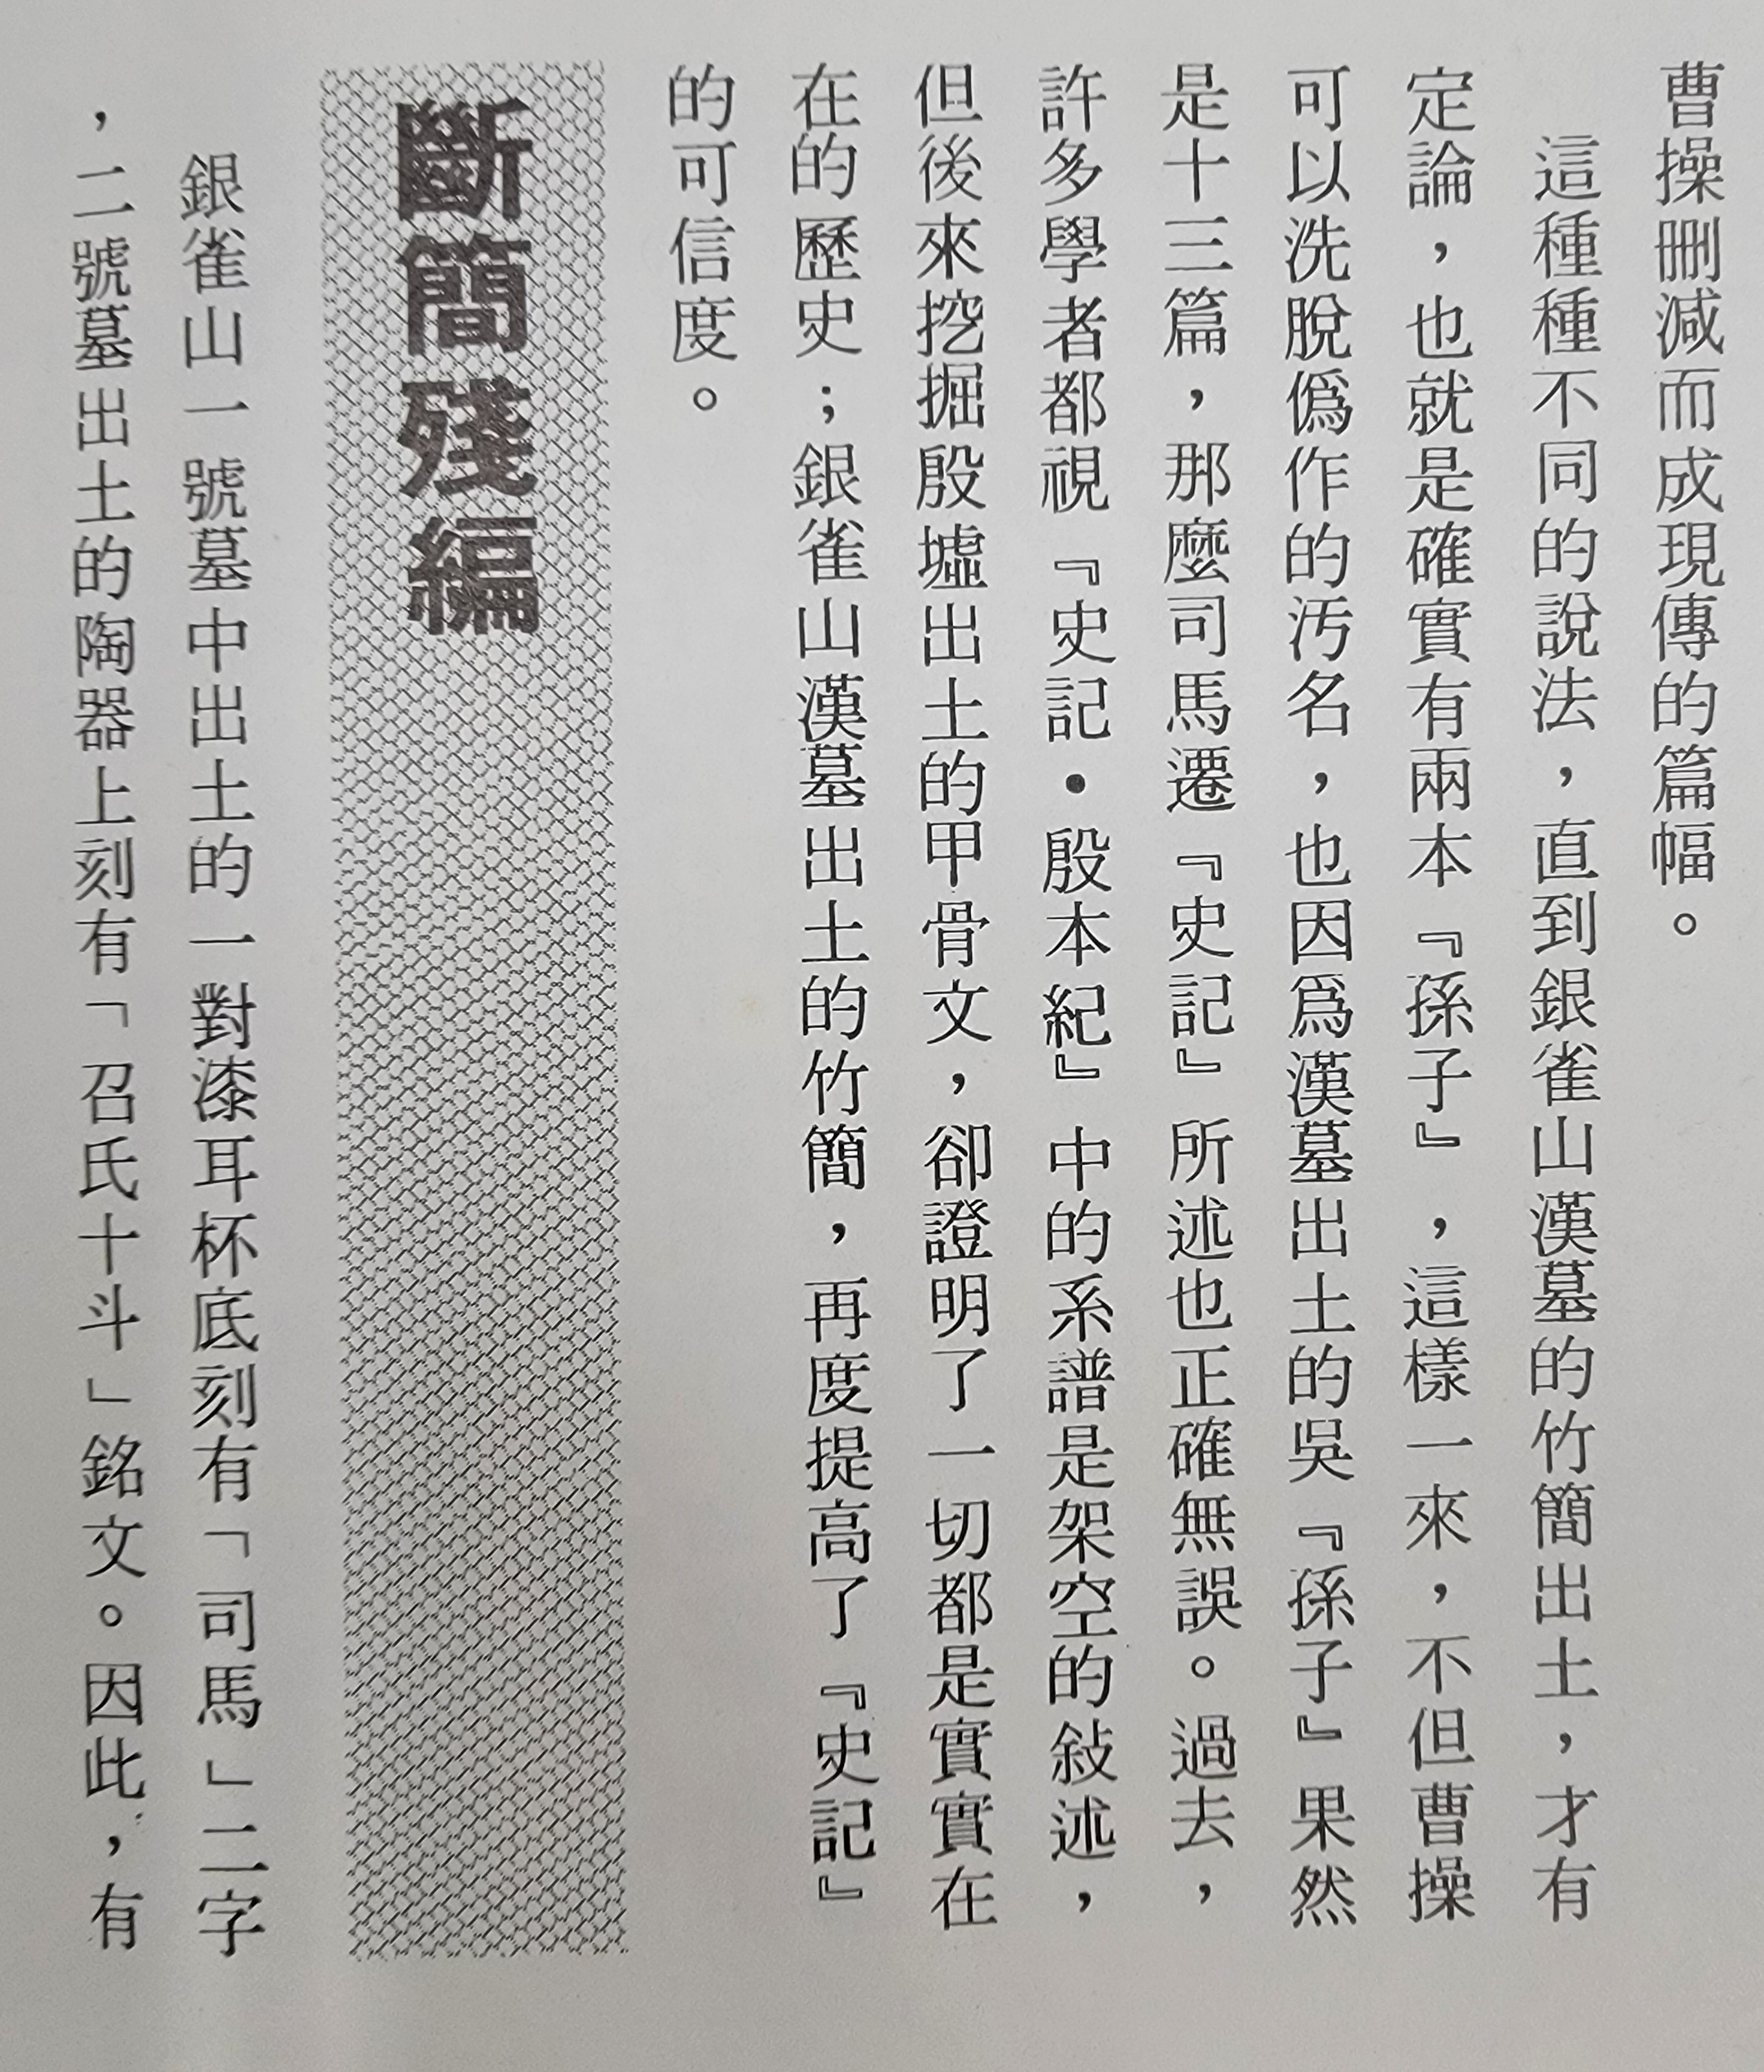 曹操刪減而成現傳的篇幅。
這種種不同的說法，直到銀雀山漢墓的竹簡出土，才有
定論，也就是確實有兩本『孫子』，這樣一來，不但曹操
可以洗脫僞作的污名，也因爲漢墓出土的吳『孫子』果然
是十三篇，那麼司馬遷『史記』所述也正確無誤。過去，
許多學者都視『史記•殷本紀』中的系譜是架空的敍述，
但後來挖掘殷墟出土的甲骨文，卻證明了一切都是實實在
在的歷史；銀雀山漢墓出土的竹簡，再度提高了『史記』
的可信度。
斷簡殘編
銀雀山一號墓中出土的一對漆耳杯底刻有「司馬」二字
，二號墓出土的陶器上刻有「召氏十斗」銘文。因此，有